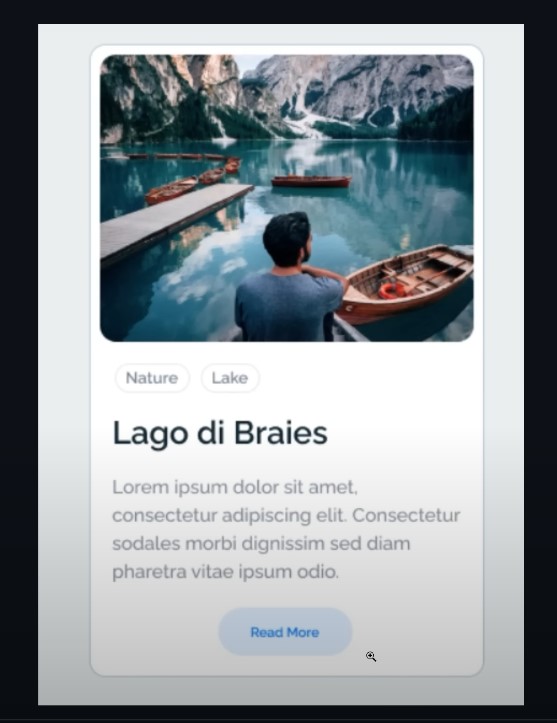 Nature Lake
Lago di Braies
Lorem ipsum dolor sit amet,
consectetur adipiscing elit. Consectetur
sodales morbi dignissim sed diam
pharetra vitae ipsum odio.
Read More